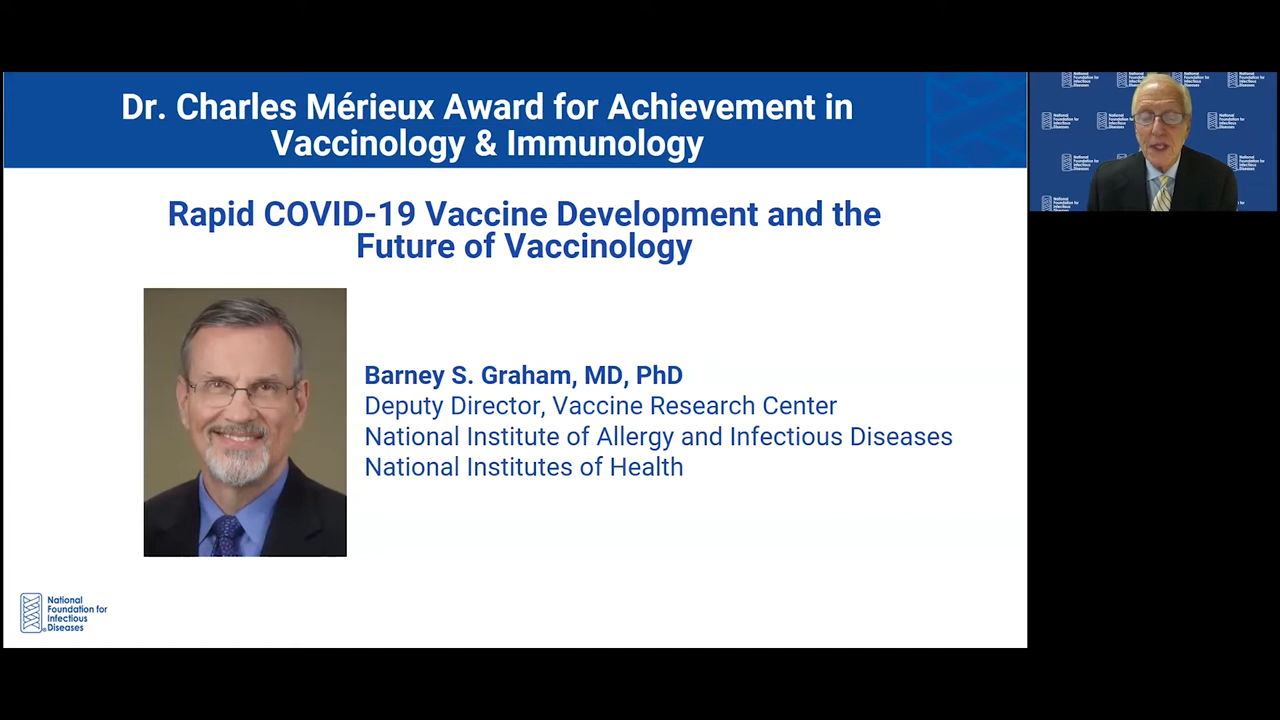 Dr. Charles Mérieux Award for Achievement in
Vaccinology & Immunology
Rapid COVID-19 Vaccine Development and the
Future of Vaccinology
Barney S. Graham, MD, PhD
Deputy Director, Vaccine Research Center
National Institute of Allergy and Infectious Diseases
National Institutes of Health
National
Foundation for
Infectious
Diseases